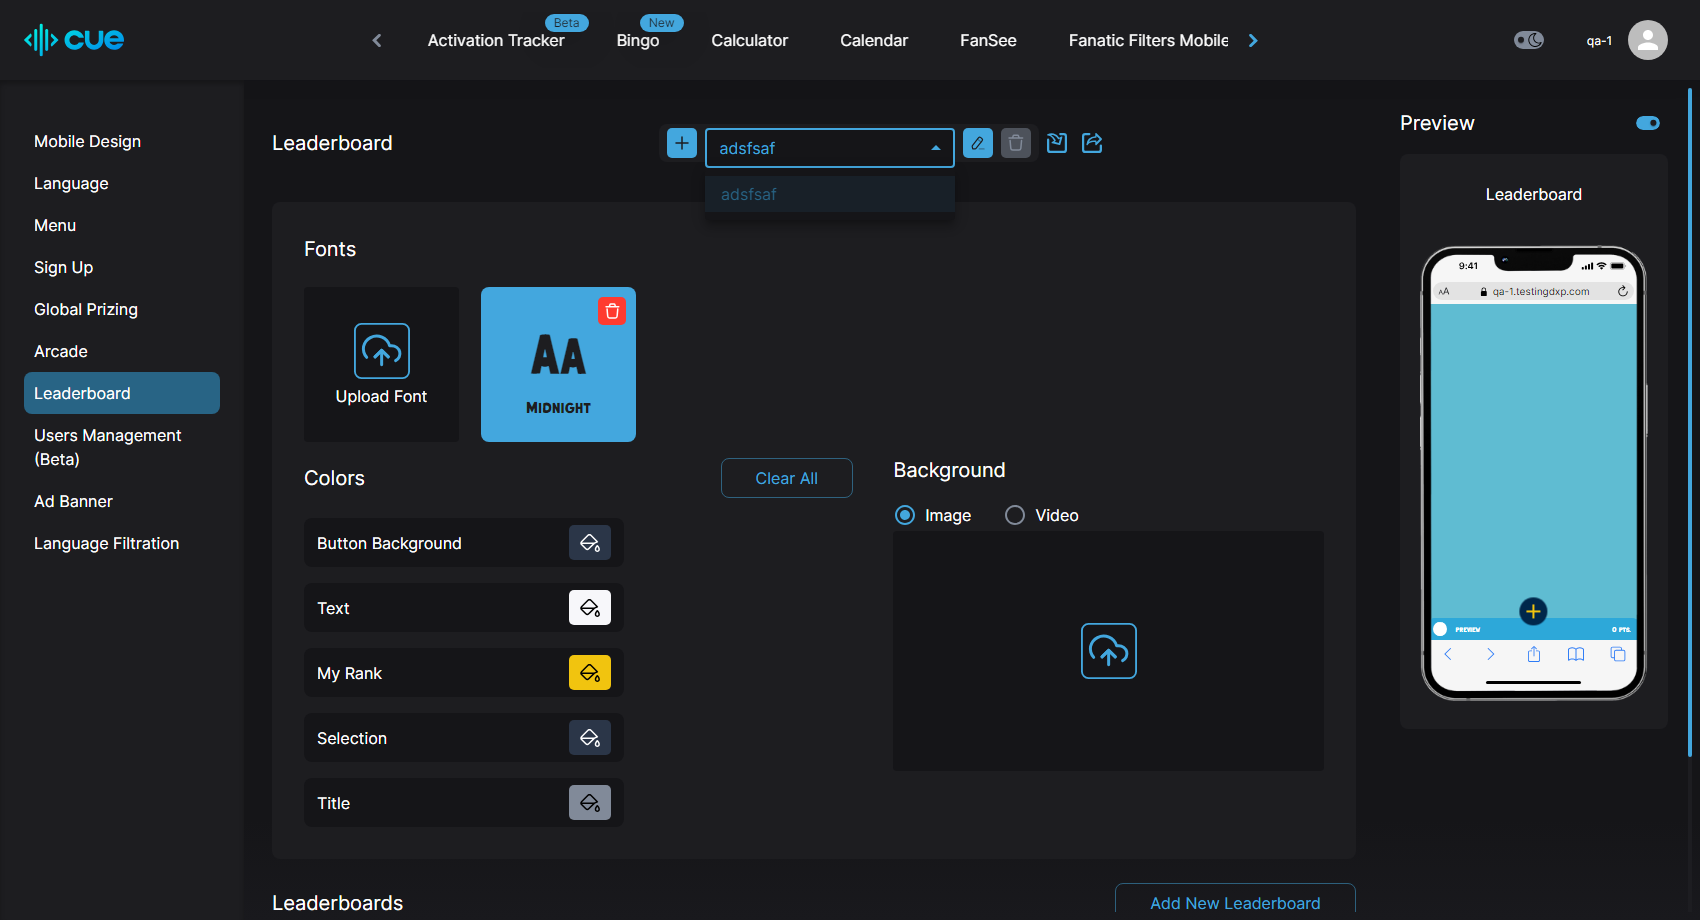 cue
Activation Tracker
Beta
Bingo
New
Calculator
Calendar
FanSee
Fanatic Filters Mobile
qa-1
Mobile Design
Language
Menu
Sign Up
Global Prizing
Arcade
Leaderboard
Users Management
(Beta)
Ad Banner
Language Filtration
Leaderboard
adsfsaf
adsfsaf
Fonts
Upload Font
AA
MIDNIGHT
Colors
Clear All
Button Background
Text
My Rank
Selection
Title
Background
Image
Video
Leaderboards
Add New Leaderboard
Preview
Leaderboard
9:41
AA
qa-1.testingdxp.com
PREVIEW
0 PTS.